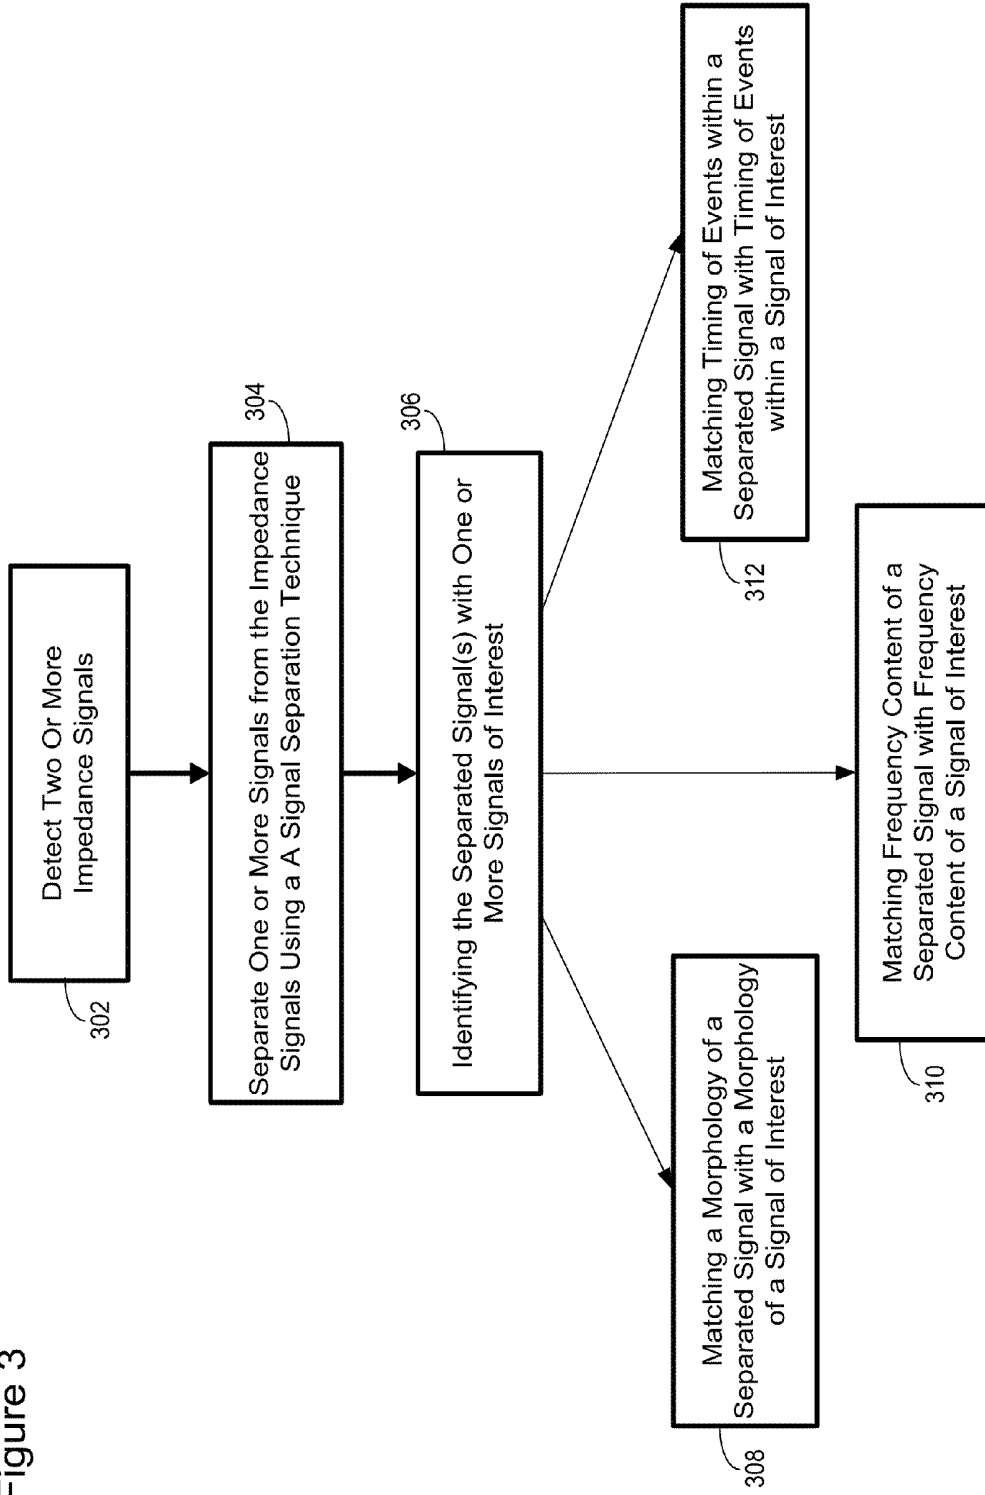 Figure 3
302
Detect Two Or More
Impedance Signals
304
Separate One or More Signals from the Impedance
Signals Using a A Signal Separation Technique
306
Identifying the Separated Signal(s) with One or
More Signals of Interest
308
Matching a Morphology of a
Separated Signal with a Morphology
of a Signal of Interest
310
Matching Frequency Content of a
Separated Signal with Frequency
Content of a Signal of Interest
312
Matching Timing of Events within a
Separated Signal with Timing of Events
within a Signal of Interest